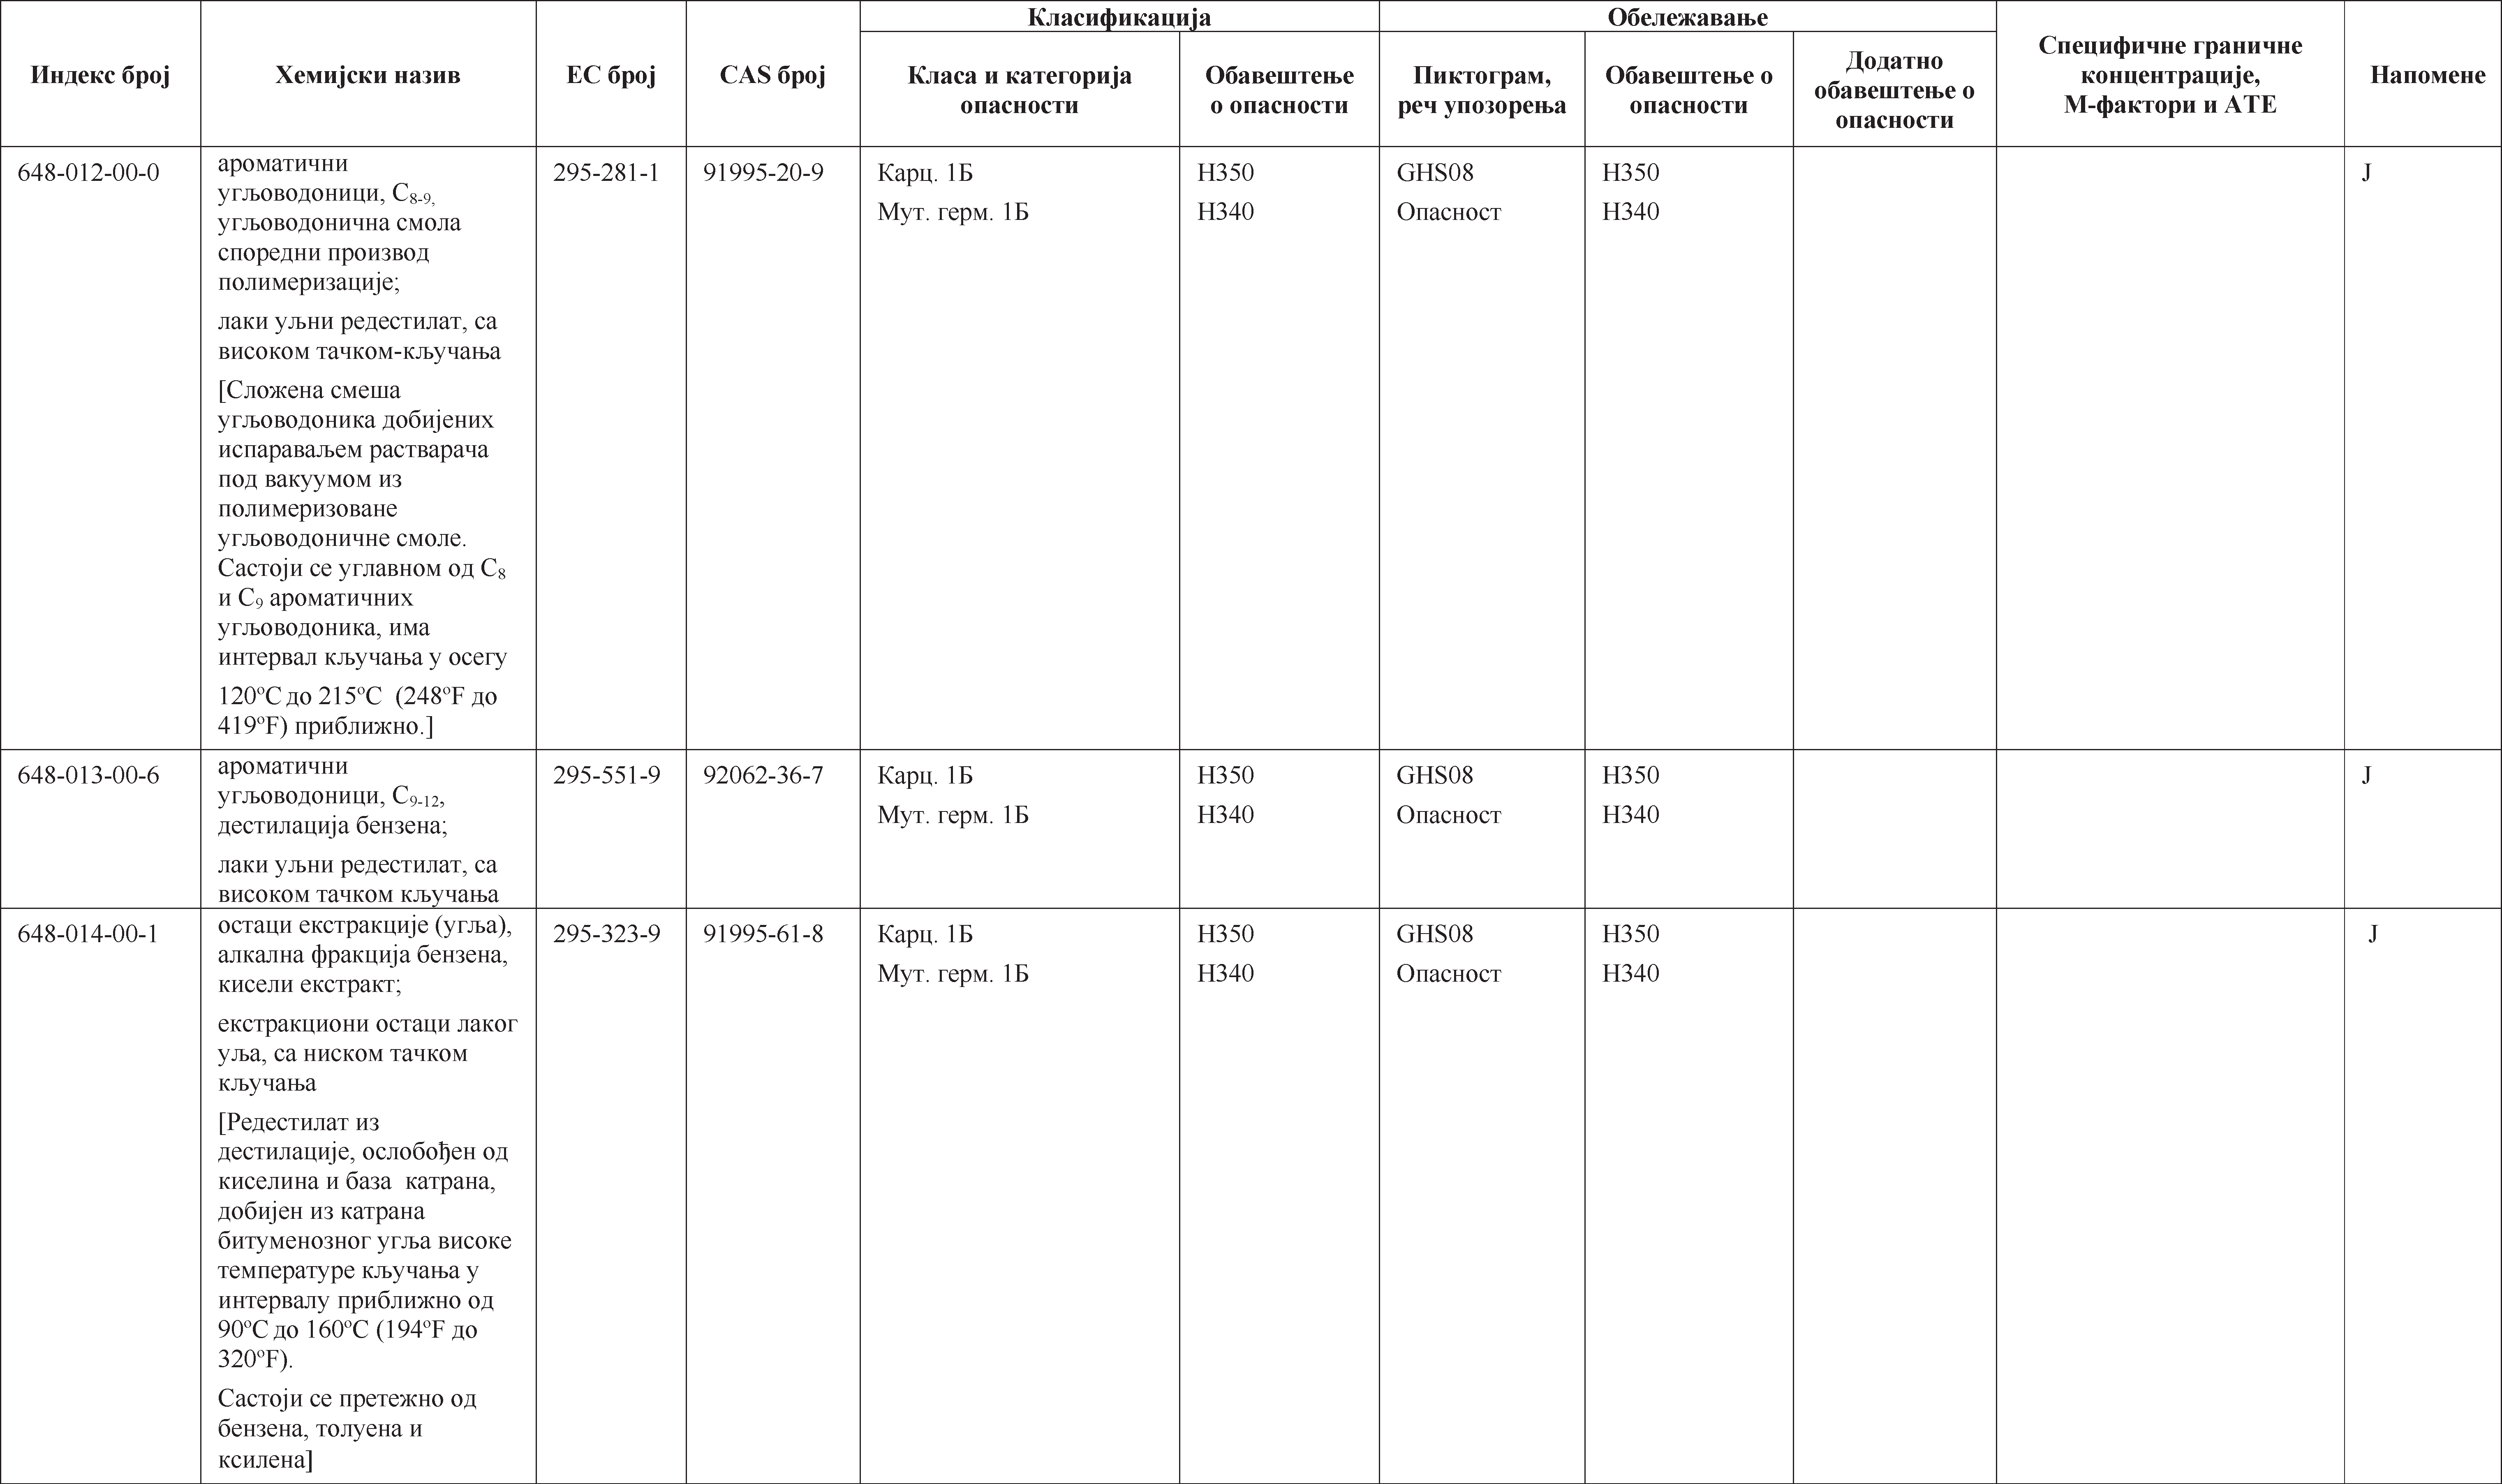 Индекс број
Хемијски назив
EC број
CAS број
Класификација
Класа и категорија
опасности
Обавештење
о опасности
Обележавање
Пиктограм,
реч упозорења
Обавештење о
опасности
Додатно
обавештење о
опасности
Специфичне граничне
концентрације,
М-фактори и АТЕ
Напомене
648-012-00-0
ароматични
угљоводоници, C8-9,
угљоводонична смола
споредни производ
полимеризације;
лаки уљни редестилат, са
високом тачком-кључања
[Сложена смеша
угљоводоника добијених
испараваљем растварача
под вакуумом из
полимеризоване
угљоводоничне смоле.
Састоји се углавном од C8
и C9 ароматичних
угљоводоника, има
интервал кључања у осегу
120ºC до 215ºC (248ºF до
419ºF) приближно.]
295-281-1
91995-20-9
Карц. 1Б
Мут. герм. 1Б
H350
H340
GHS08
Опасност
H350
H340
J
648-013-00-6
ароматични
угљоводоници, C9-12,
дестилација бензена;
лаки уљни редестилат, са
високом тачком кључања
295-551-9
92062-36-7
Карц. 1Б
Мут. герм. 1Б
H350
H340
GHS08
Опасност
H350
H340
J
648-014-00-1
остаци екстракције (угља),
алкална фракција бензена,
кисели екстракт;
екстракциони остаци лаког
уља, са ниском тачком
кључања
[Редестилат из
дестилације, ослобођен од
киселина и база катрана,
добијен из катрана
битуменозног угља високе
температуре кључања у
интервалу приближно од
90ºC до 160ºC (194ºF до
320ºF).
Састоји се претежно од
бензена, толуена и
ксилена]
295-323-9
91995-61-8
Карц. 1Б
Мут. герм. 1Б
H350
H340
GHS08
Опасност
H350
H340
J